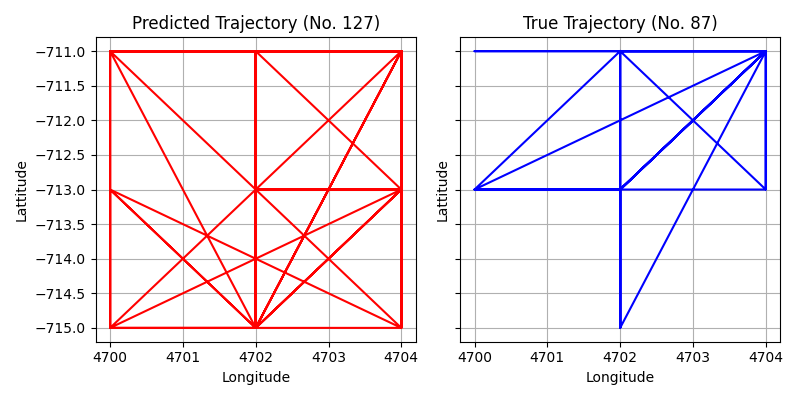 Predicted Trajectory (No. 127)
True Trajectory (No. 87)
−711.0
−711.5
−712.0
−712.5
−713.0
−713.5
−714.0
−714.5
−715.0
Lattitude
Lattitude
4700 4701 4702 4703 4704
4700 4701 4702 4703 4704
Longitude
Longitude